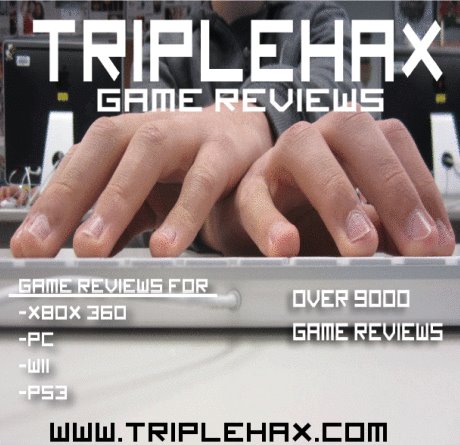 TRIPLEHAX
GAME REVIEWS
GAME REVIEWS FOR
-XBOX 360
-PC
-WII
-PS3
OVER 9000
GAME REVIEWS
WWW.TRIPLEHAX.COM